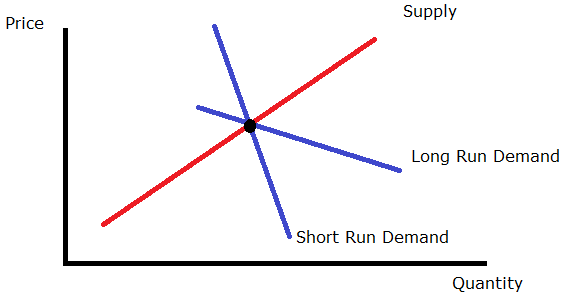 Supply
Price
Long Run Demand
Short Run Demand
Quantity